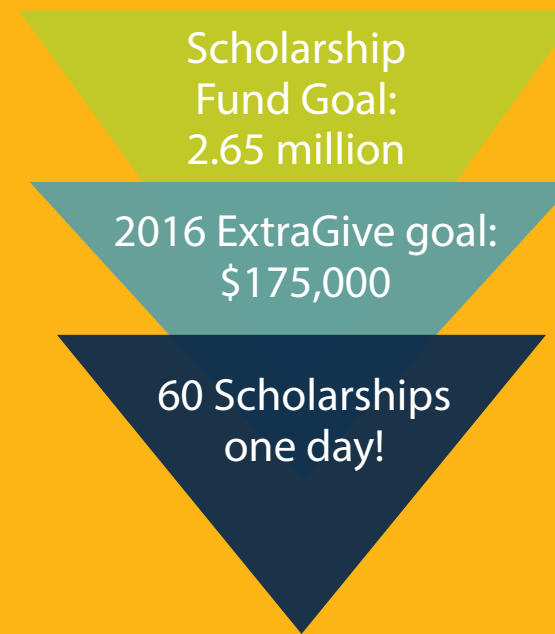 Scholarship
Fund Goal:
2.65 million
2016 ExtraGive goal:
$175,000
60 Scholarships
one day!